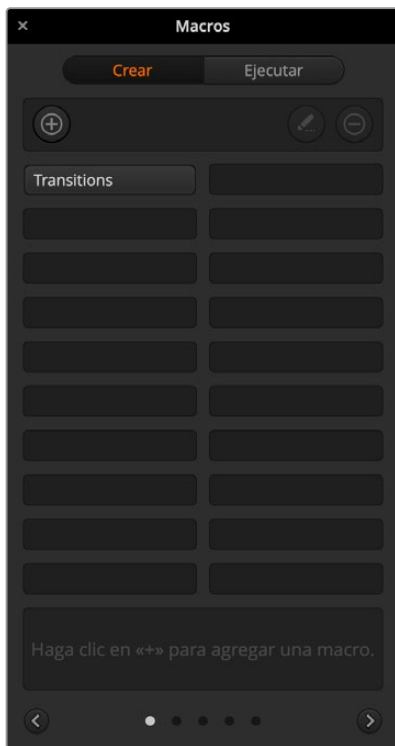 Macros
Crear
Ejecutar
Transitions
Haga clic en «+» para agregar una macro.